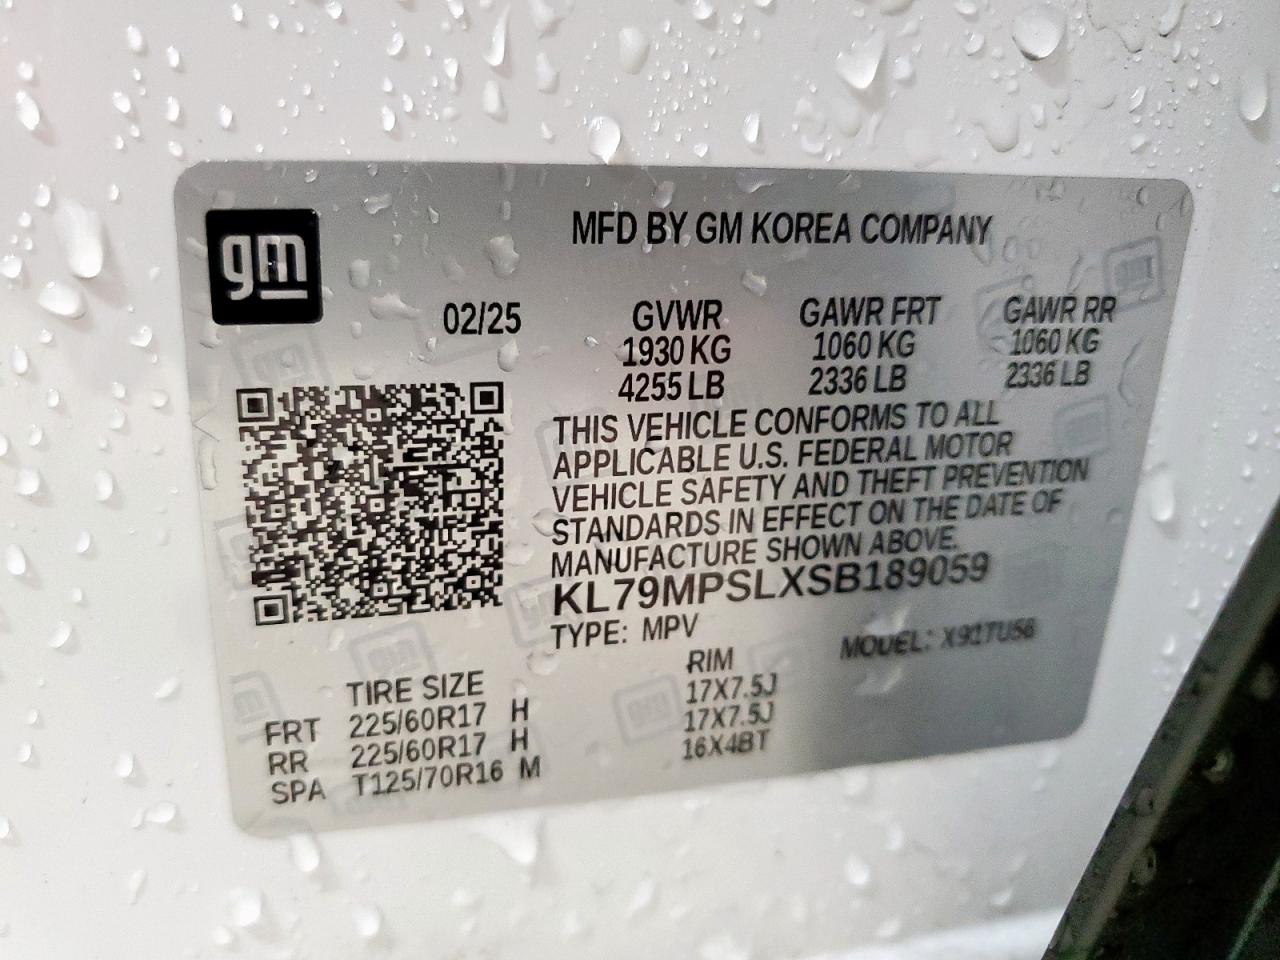 gm
MFD BY GM KOREA COMPANY
02/25
GVWR GAWR FRT GAWR RR
1930 KG 1060 KG 1060 KG
4255 LB 2336 LB 2336 LB
THIS VEHICLE CONFORMS TO ALL
APPLICABLE U.S. FEDERAL MOTOR
VEHICLE SAFETY AND THEFT PREVENTION
STANDARDS IN EFFECT ON THE DATE OF
MANUFACTURE SHOWN ABOVE.
KL79MPSLXSB189059
TYPE: MPV
MODEL:
TIRE SIZE RIM
FRT 225/60R17 H 17X7.5J
RR 225/60R17 H 17X7.5J
SPA T125/70R16 M 16X4BT